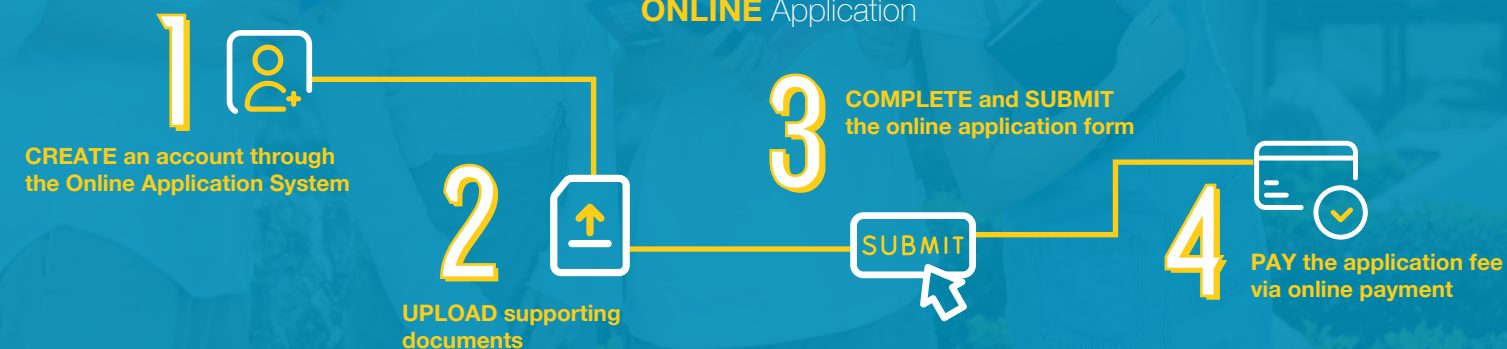 ONLINE Application
1
CREATE an account through
the Online Application System
2
UPLOAD supporting
documents
3
COMPLETE and SUBMIT
the online application form
SUBMIT
4
PAY the application fee
via online payment